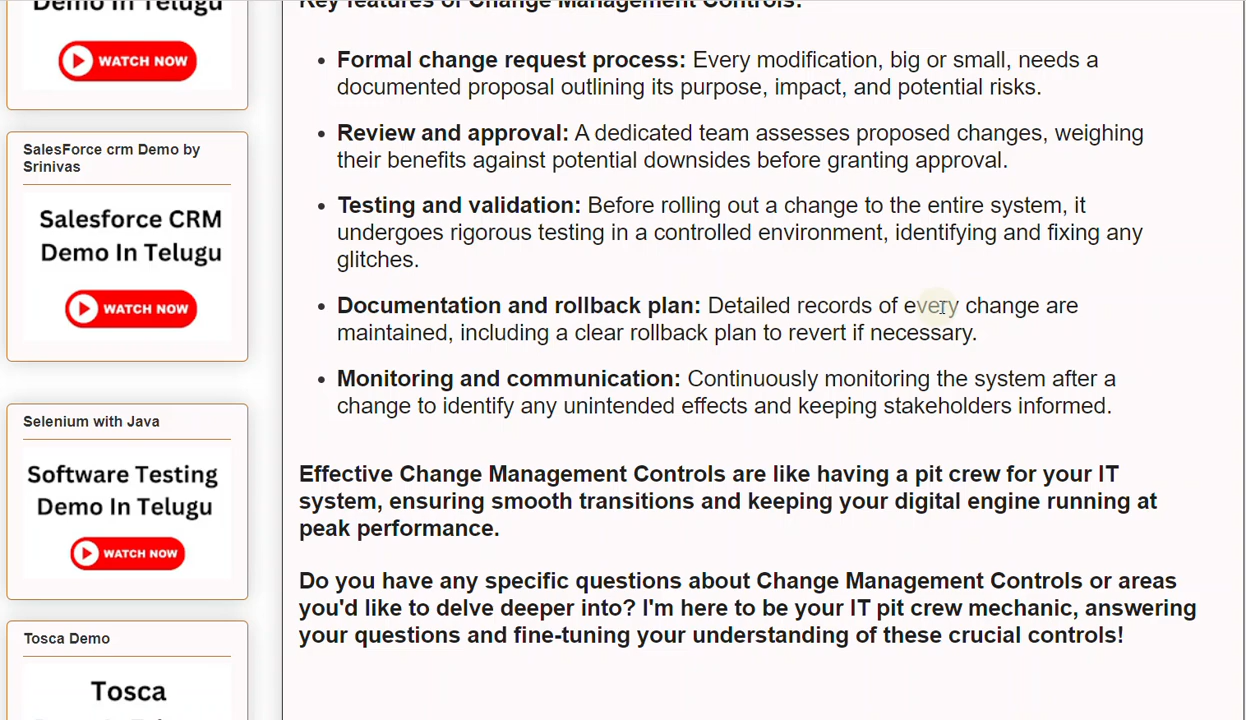 Demo In Telugu
WATCH NOW
SalesForce crm Demo by
Srinivas
Salesforce CRM
Demo In Telugu
WATCH NOW
Selenium with Java
Software Testing
Demo In Telugu
WATCH NOW
Tosca Demo
Tosca
Key features of Change Management Controls:
• Formal change request process: Every modification, big or small, needs a
documented proposal outlining its purpose, impact, and potential risks.
• Review and approval: A dedicated team assesses proposed changes, weighing
their benefits against potential downsides before granting approval.
• Testing and validation: Before rolling out a change to the entire system, it
undergoes rigorous testing in a controlled environment, identifying and fixing any
glitches.
• Documentation and rollback plan: Detailed records of every change are
maintained, including a clear rollback plan to revert if necessary.
• Monitoring and communication: Continuously monitoring the system after a
change to identify any unintended effects and keeping stakeholders informed.
Effective Change Management Controls are like having a pit crew for your IT
system, ensuring smooth transitions and keeping your digital engine running at
peak performance.
Do you have any specific questions about Change Management Controls or areas
you'd like to delve deeper into? I'm here to be your IT pit crew mechanic, answering
your questions and fine-tuning your understanding of these crucial controls!